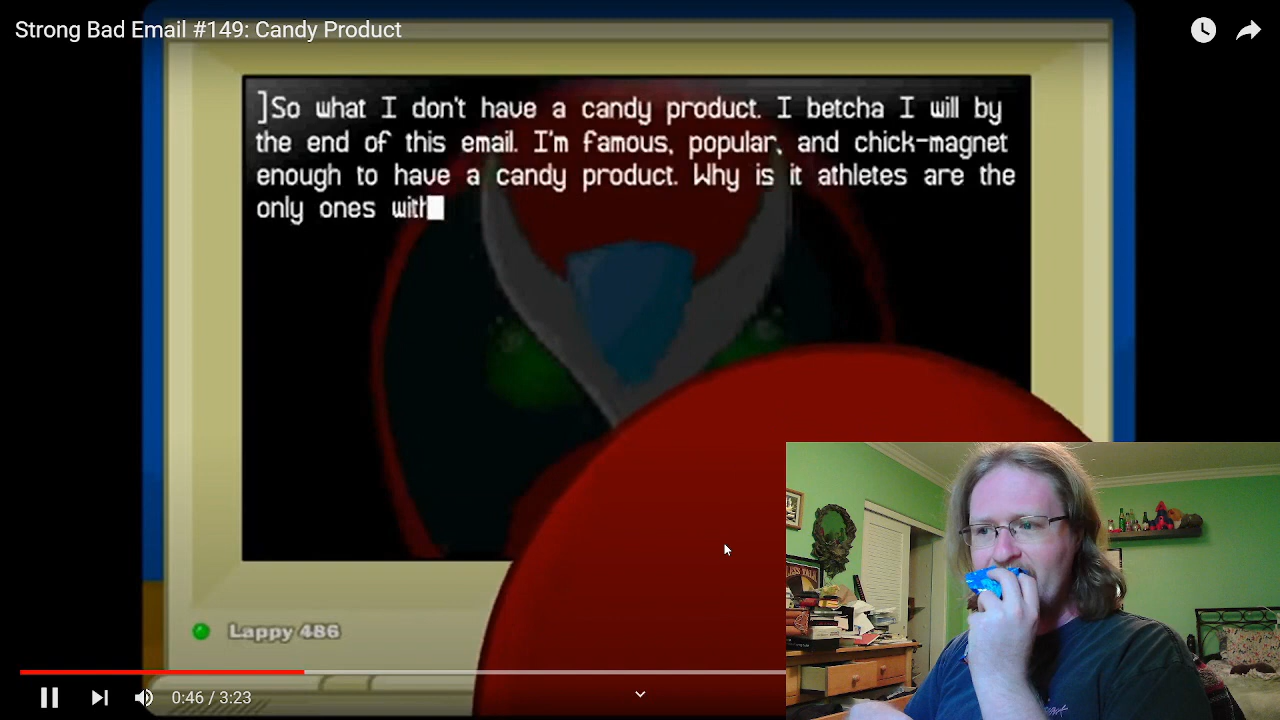 Strong Bad Email #149: Candy Product
]So what I don't have a candy product. I betcha I will by
the end of this email. I'm famous, popular, and chick-magnet
enough to have a candy product. Why is it athletes are the
only ones with
Lappy 486
0:46 / 3:23